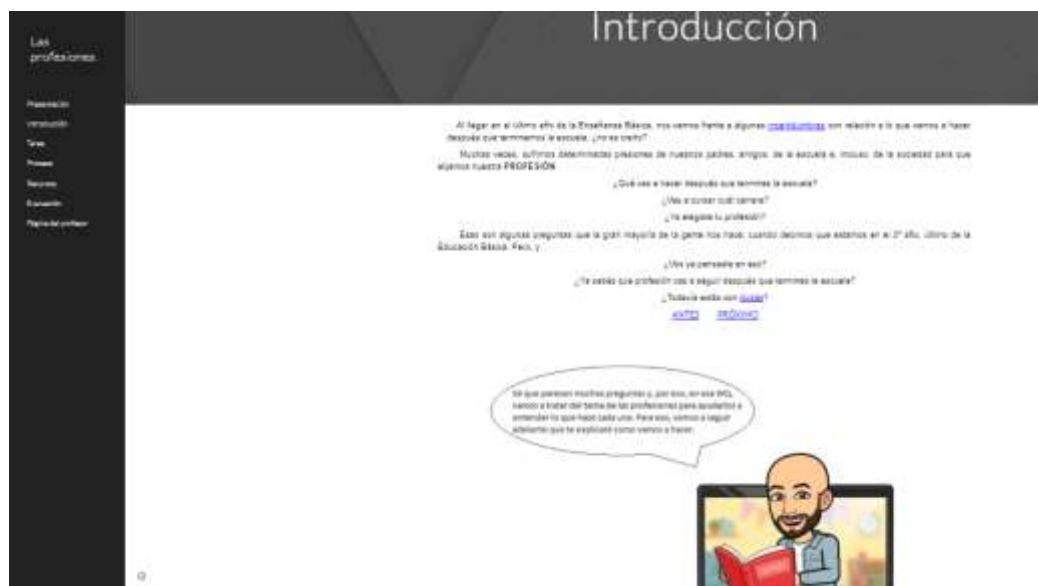 Las
profesiones
Introducción
Presentación
Introducción
Tarea
Proceso
Recursos
Evaluación
Página del profesor
Al llegar en el último año de la Enseñanza Básica, nos vemos frente a algunas incertidumbres con relación a lo que vamos a hacer
después que terminemos la escuela, ¿no es cierto?
Muchas veces, sufrimos determinadas presiones de nuestros padres, amigos, de la escuela e, incluso, de la sociedad para que
elijamos nuestra PROFESIÓN.
¿Qué vas a hacer después que termines la escuela?
¿Vas a cursar cuál carrera?
¿Ya elegiste tu profesión?
Esas son algunas preguntas que la gran mayoría de la gente nos hace, cuando decimos que estamos en el 3º año, último de la
Educación Básica. Pero, y
¿Vos ya pensaste en eso?
¿Ya sabés que profesión vas a seguir después que termines la escuela?
¿Todavía estás con dudas?
ANTES PRÓXIMO
Sé que parecen muchas preguntas y, por eso, en ese WQ,
vamos a tratar del tema de las profesiones para ayudarlos a
entender lo que hace cada uno. Para eso, vamos a seguir
adelante que te explicaré como vamos a hacer.